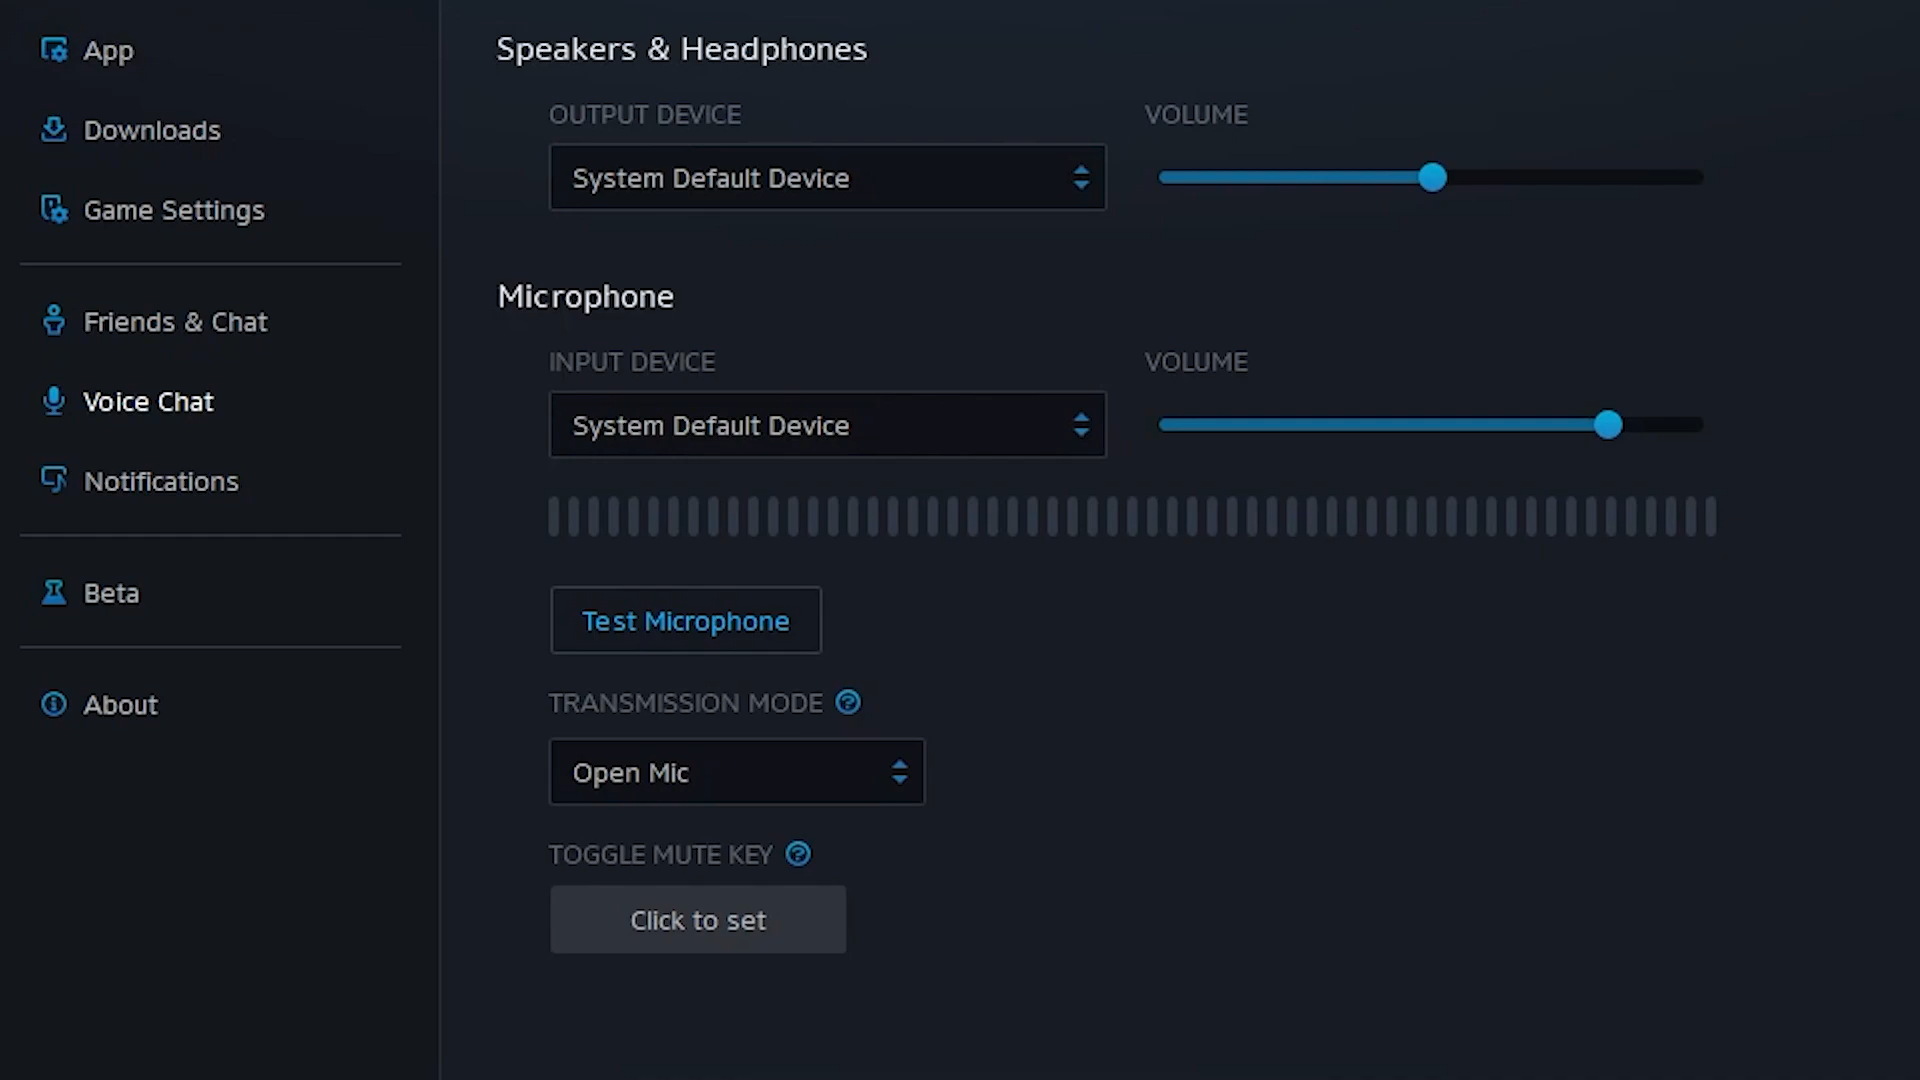 App
Downloads
Game Settings
Friends & Chat
Voice Chat
Notifications
Beta
About
Speakers & Headphones
OUTPUT DEVICE
VOLUME
System Default Device
Microphone
INPUT DEVICE
VOLUME
System Default Device
Test Microphone
TRANSMISSION MODE
Open Mic
TOGGLE MUTE KEY
Click to set